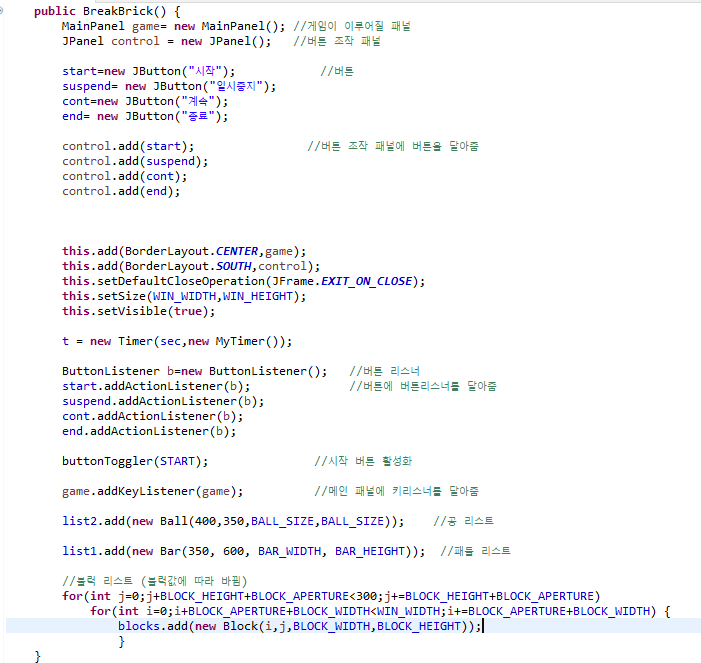 public BreakBrick() {
MainPanel game= new MainPanel(); //게임이 이루어질 패널
JPanel control = new JPanel(); //버튼 조작 패널
start=new JButton("시작"); //버튼
suspend= new JButton("일시중지");
cont=new JButton("계속");
end= new JButton("종료");
control.add(start); //버튼 조작 패널에 버튼을 달아줌
control.add(suspend);
control.add(cont);
control.add(end);
this.add(BorderLayout.CENTER,game);
this.add(BorderLayout.SOUTH,control);
this.setDefaultCloseOperation(JFrame.EXIT_ON_CLOSE);
this.setSize(WIN_WIDTH,WIN_HEIGHT);
this.setVisible(true);
t = new Timer(sec,new MyTimer());
ButtonListener b=new ButtonListener(); //버튼 리스너
start.addActionListener(b); //버튼에 버튼리스너를 달아줌
suspend.addActionListener(b);
cont.addActionListener(b);
end.addActionListener(b);
buttonToggler(START); //시작 버튼 활성화
game.addKeyListener(game); //메인 패널에 키리스너를 달아줌
list2.add(new Ball(400,350,BALL_SIZE,BALL_SIZE)); //공 리스트
list1.add(new Bar(350, 600, BAR_WIDTH, BAR_HEIGHT)); //패들 리스트
//블럭 리스트 (블럭값에 따라 바뀜)
for(int j=0;j+BLOCK_HEIGHT+BLOCK_APERTURE<300;j+=BLOCK_HEIGHT+BLOCK_APERTURE)
for(int i=0;i+BLOCK_APERTURE+BLOCK_WIDTH<WIN_WIDTH;i+=BLOCK_APERTURE+BLOCK_WIDTH) {
blocks.add(new Block(i,j,BLOCK_WIDTH,BLOCK_HEIGHT));
}
}